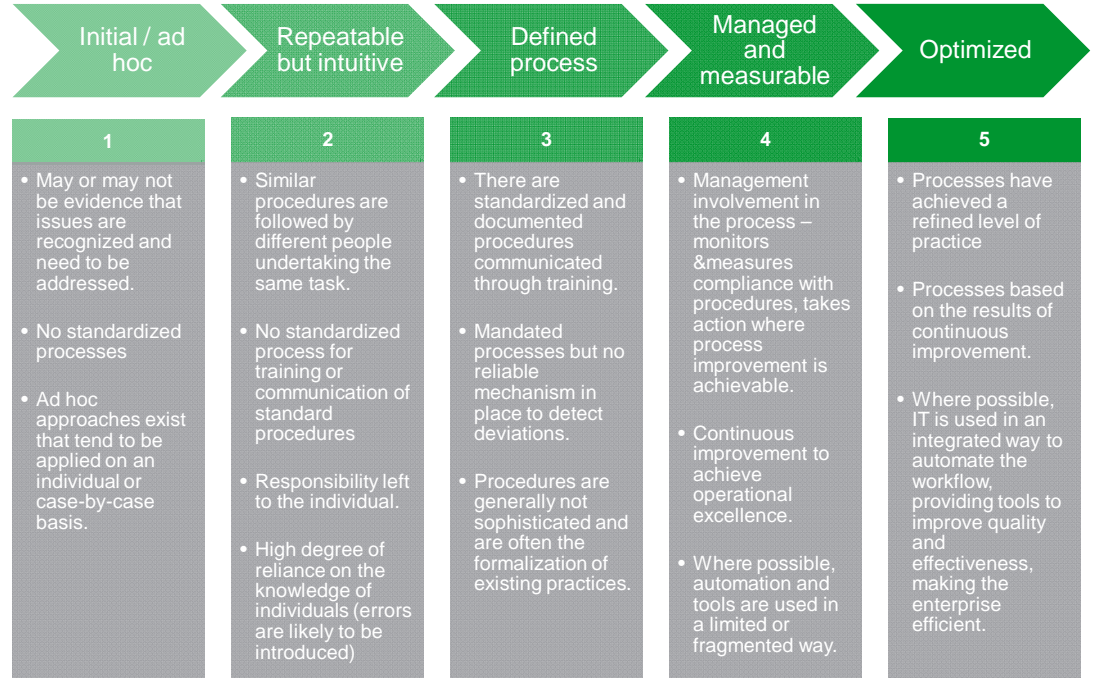 Initial / ad
hoc
Repeatable
but intuitive
Defined
process
Managed
and
measurable
Optimized
1
• May or may not
be evidence that
issues are
recognized and
need to be
addressed.
• No standardized
processes
• Ad hoc
approaches exist
that tend to be
applied on an
individual or
case-by-case
basis.
2
• Similar
procedures are
followed by
different people
undertaking the
same task.
• No standardized
process for
training or
communication of
standard
procedures
• Responsibility left
to the individual.
• High degree of
reliance on the
knowledge of
individuals (errors
are likely to be
introduced)
3
• There are
standardized and
documented
procedures
communicated
through training.
• Mandated
processes but no
reliable
mechanism in
place to detect
deviations.
• Procedures are
generally not
sophisticated and
are often the
formalization of
existing practices.
4
• Management
involvement in
the process –
monitors
&measures
compliance with
procedures, takes
action where
process
improvement is
achievable.
• Continuous
improvement to
achieve
operational
excellence.
• Where possible,
automation and
tools are used in
a limited or
fragmented way.
5
• Processes have
achieved a
refined level of
practice
• Processes based
on the results of
continuous
improvement.
• Where possible,
IT is used in an
integrated way to
automate the
workflow,
providing tools to
improve quality
and
effectiveness,
making the
enterprise
efficient.